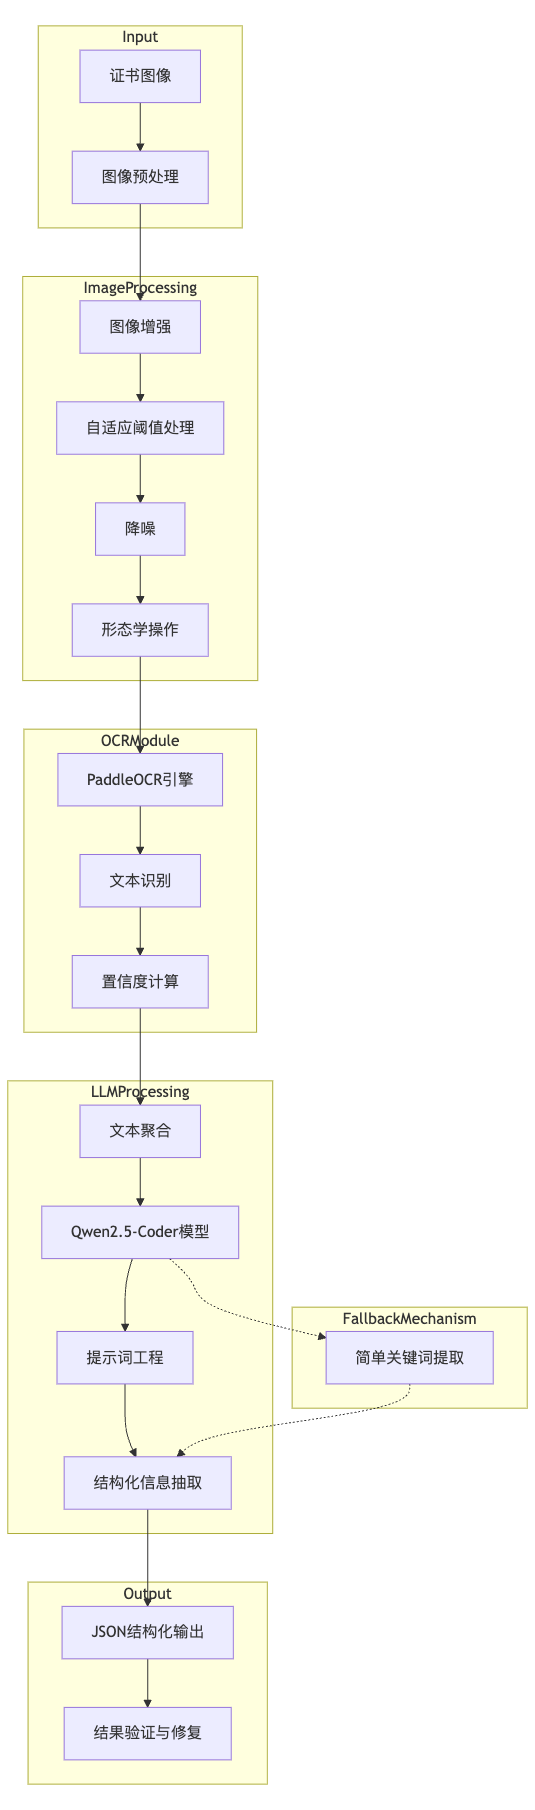 Input
证书图像
图像预处理
ImageProcessing
图像增强
自适应阈值处理
降噪
形态学操作
OCRModule
PaddleOCR引擎
文本识别
置信度计算
LLMProcessing
文本聚合
Qwen2.5-Coder模型
提示词工程
FallbackMechanism
简单关键词提取
结构化信息抽取
Output
JSON结构化输出
结果验证与修复